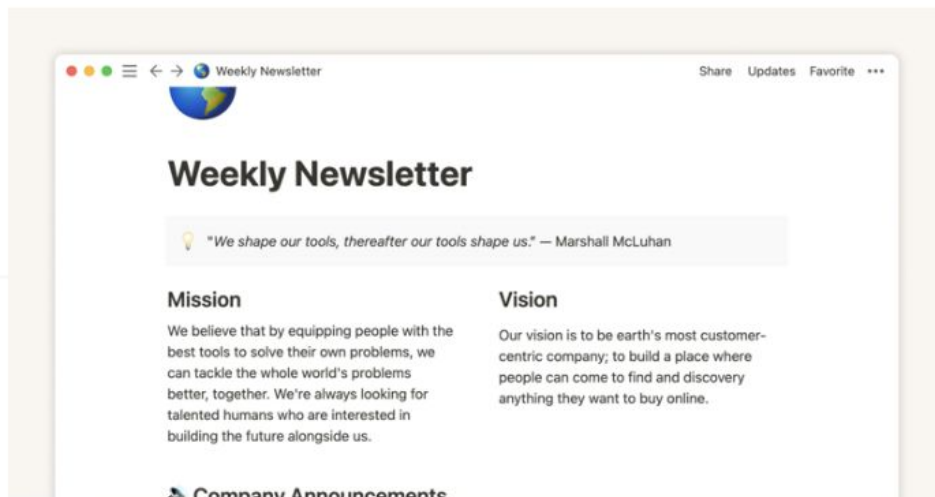 Weekly Newsletter
Share Updates Favorite
Weekly Newsletter
"We shape our tools, thereafter our tools shape us." — Marshall McLuhan
Mission
We believe that by equipping people with the
best tools to solve their own problems, we
can tackle the whole world's problems
better, together. We're always looking for
talented humans who are interested in
building the future alongside us.
Vision
Our vision is to be earth's most customer-
centric company; to build a place where
people can come to find and discovery
anything they want to buy online.
Company Announcements